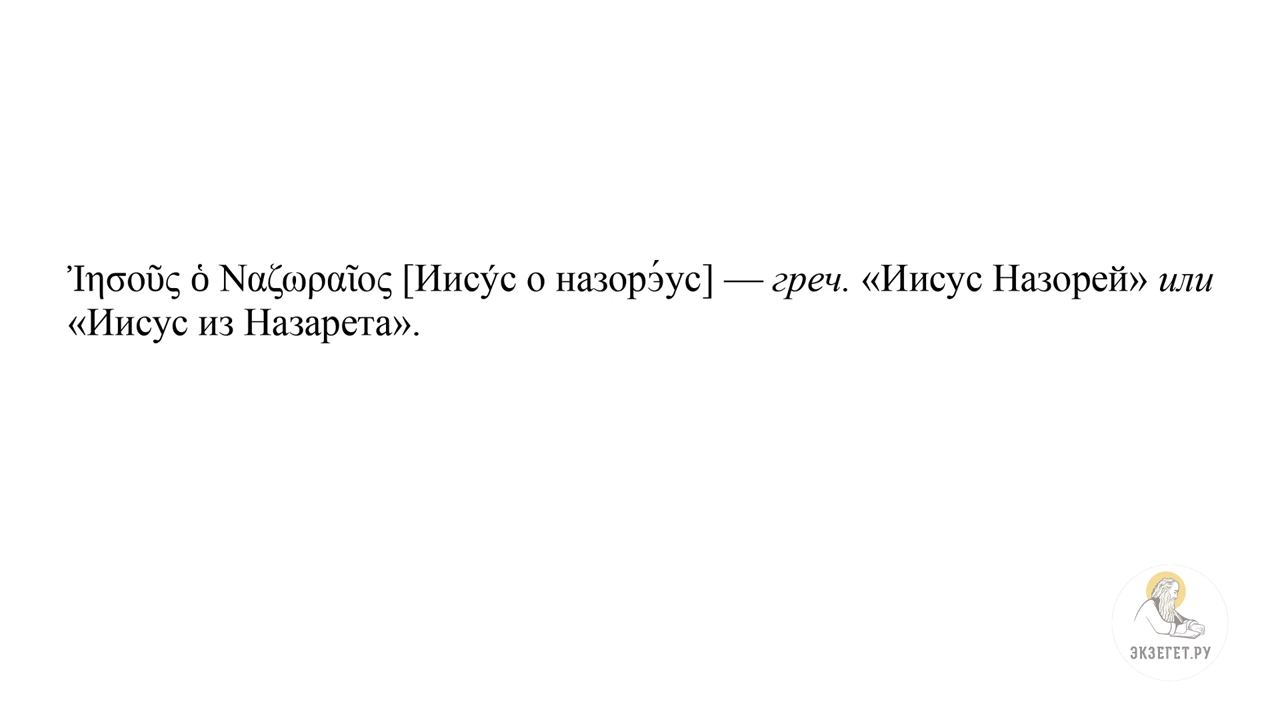 Ἰησοῦς ὁ Ναζωραῖος [Иису́с о назорэ́ус] — греч. «Иисус Назорей» или
«Иисус из Назарета».
ЭКЗЕГЕТ.РУ